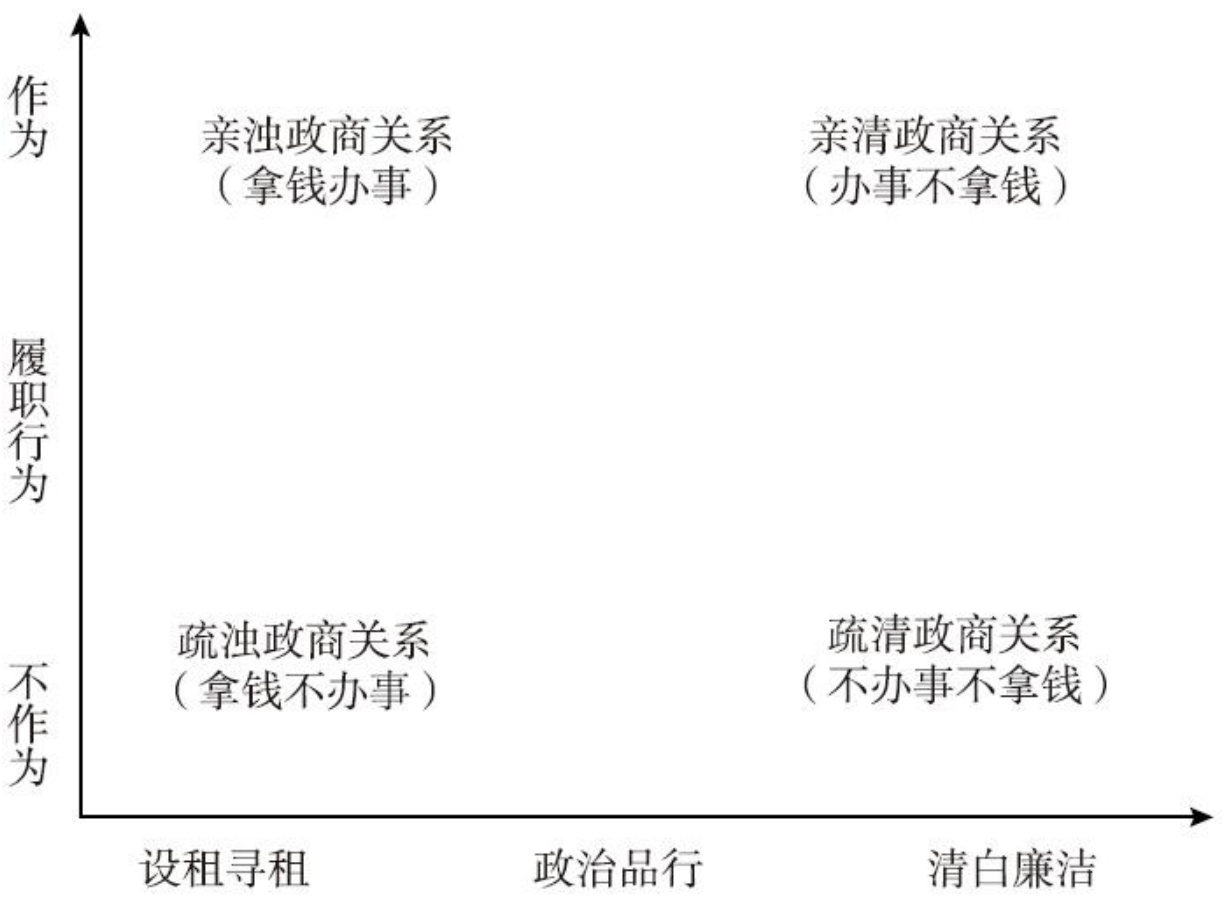 作为
亲浊政商关系
（拿钱办事）
亲清政商关系
（办事不拿钱）
履职行为
疏浊政商关系
（拿钱不办事）
疏清政商关系
（不办事不拿钱）
不作为
设租寻租
政治品行
清白廉洁